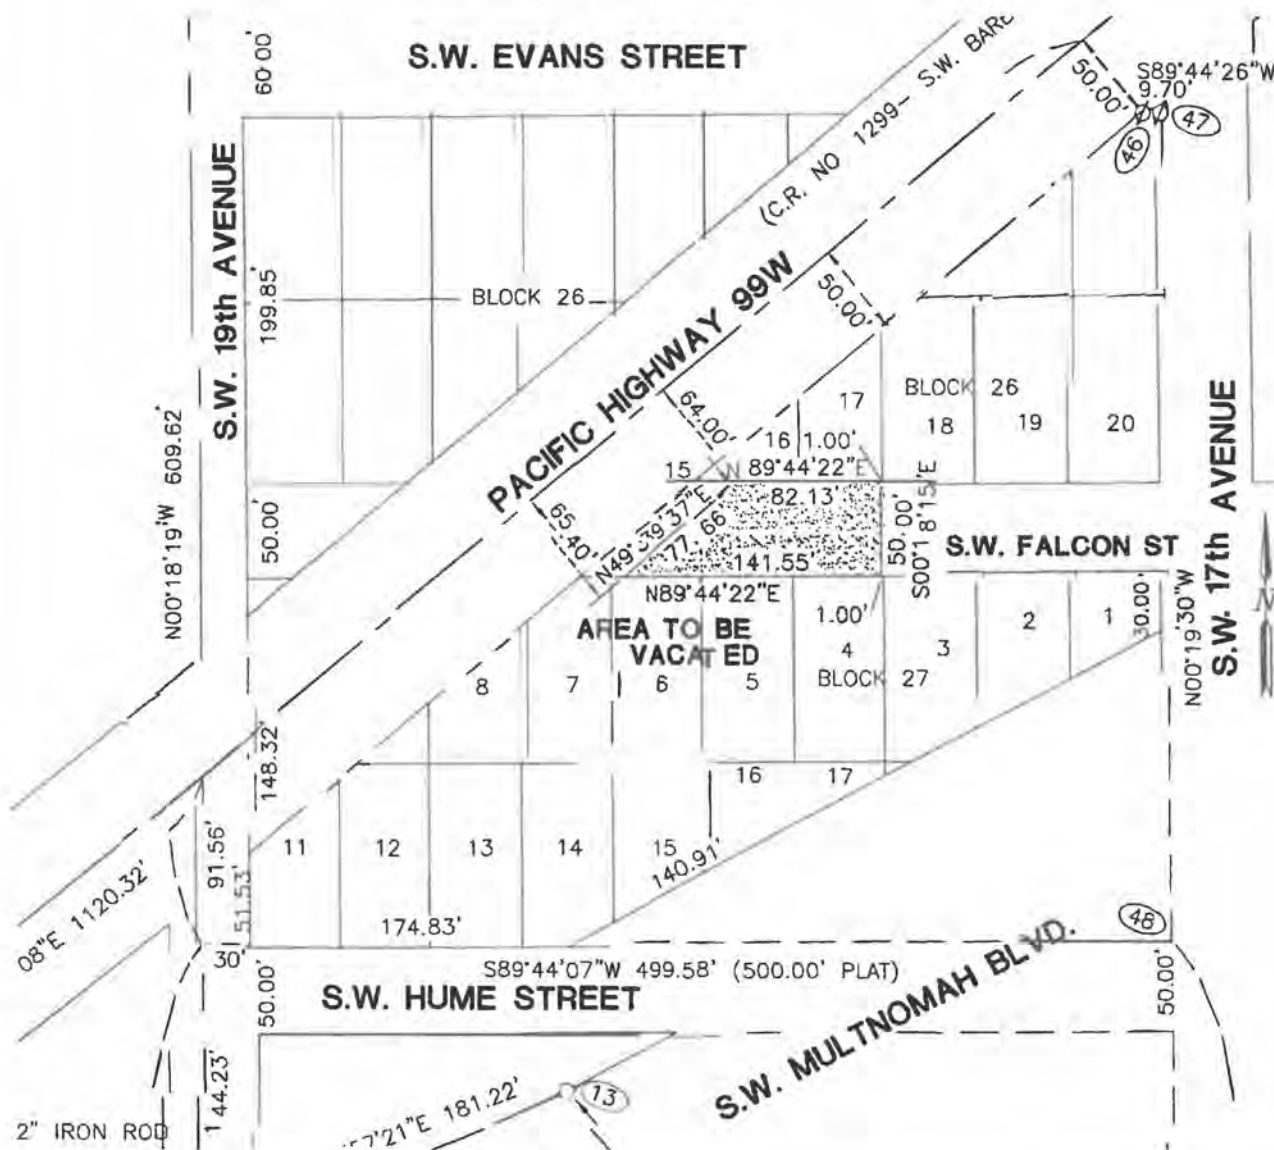 60.00'
S.W. EVANS STREET
(C.R. NO 1299- S.W.
50.00'
S89°44'26"W
9.70'
47
46
S.W. 19th AVENUE
199.85'
BLOCK 26
PACIFIC HIGHWAY 99W
50.00'
64.00'
17
BLOCK 26
18
19
20
16
1.00'
15
N 89°44'22"E
82.13'
S.W. 17th AVENUE
N00°18'19"W 609.62'
50.00'
65.40'
N49°39'37"E
77.66
141.55'
50.00'
S00°18'15"E
S.W. FALCON ST
N89°44'22"E
AREA TO BE
VACATED
1.00'
4
3
2
1
30.00'
N00°19'30"W
N
8
7
6
5
BLOCK 27
148.32'
16
17
11
12
13
14
15
140.91'
91.56'
51.53'
08"E 1120.32'
174.83'
30'
48
S89°44'07"W 499.58' (500.00' PLAT)
50.00'
S.W. HUME STREET
50.00'
S.W. MULTNOMAH BLVD.
144.23'
13
57'21"E 181.22'
2" IRON ROD